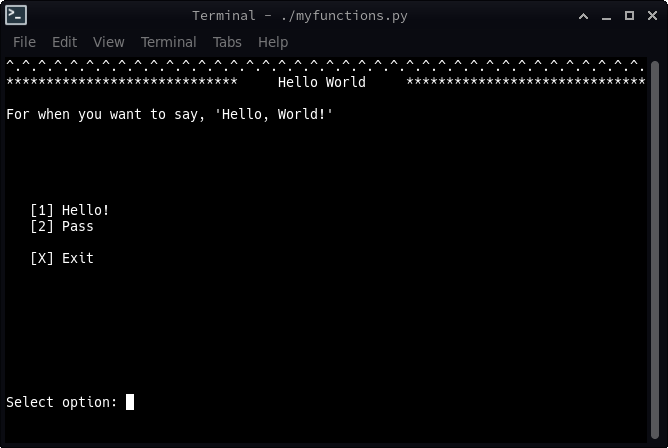 Terminal - ./myfunctions.py
File Edit View Terminal Tabs Help
^.^.^.^.^.^.^.^.^.^.^.^.^.^.^.^.^.^.^.^.^.^.^.^.^.^.^.^.^.^.^.^.^.^.^.^.^.^.^.^.
***************************** Hello World ******************************
For when you want to say, 'Hello, World!'
[1] Hello!
[2] Pass
[X] Exit
Select option: